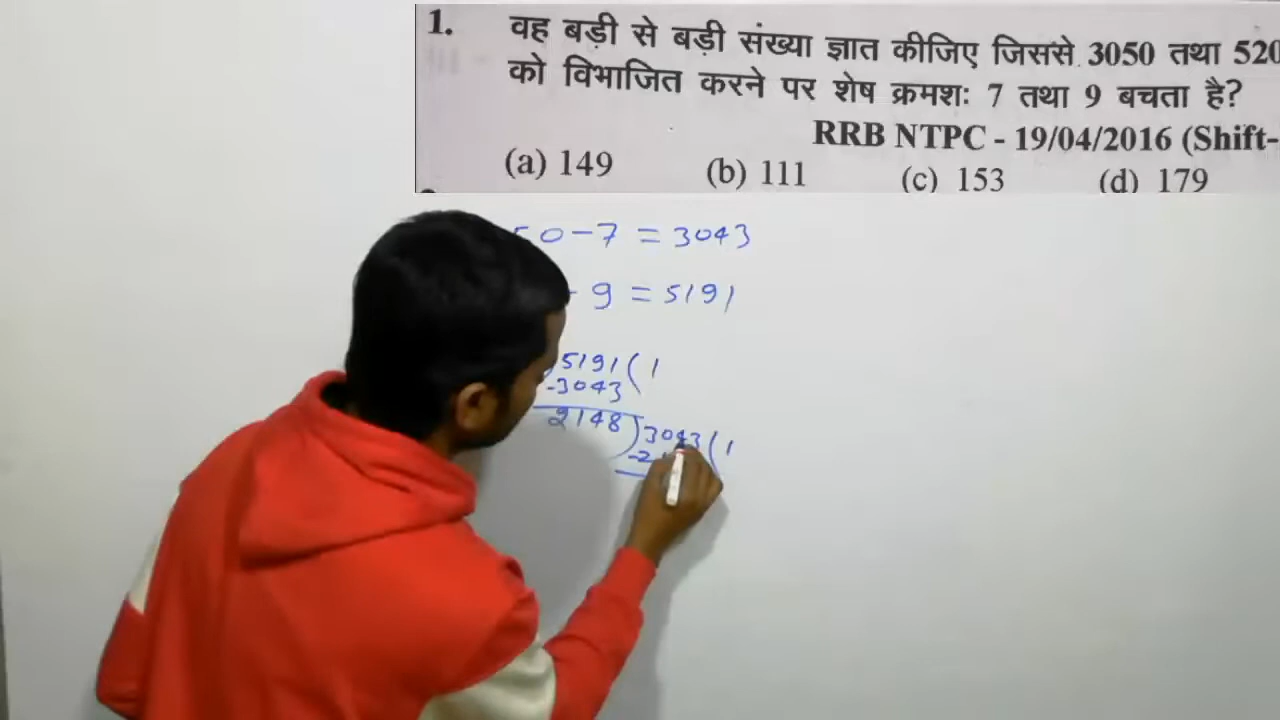 1. वह बड़ी से बड़ी संख्या ज्ञात कीजिए जिससे 3050 तथा 520
को विभाजित करने पर शेष क्रमशः 7 तथा 9 बचता है?
RRB NTPC - 19/04/2016 (Shift-
(a) 149 (b) 111 (c) 153 (d) 179
50 - 7 = 3043
- 9 = 5191
5191 ( 1
-3043
2148 ) 3043 ( 1
-2